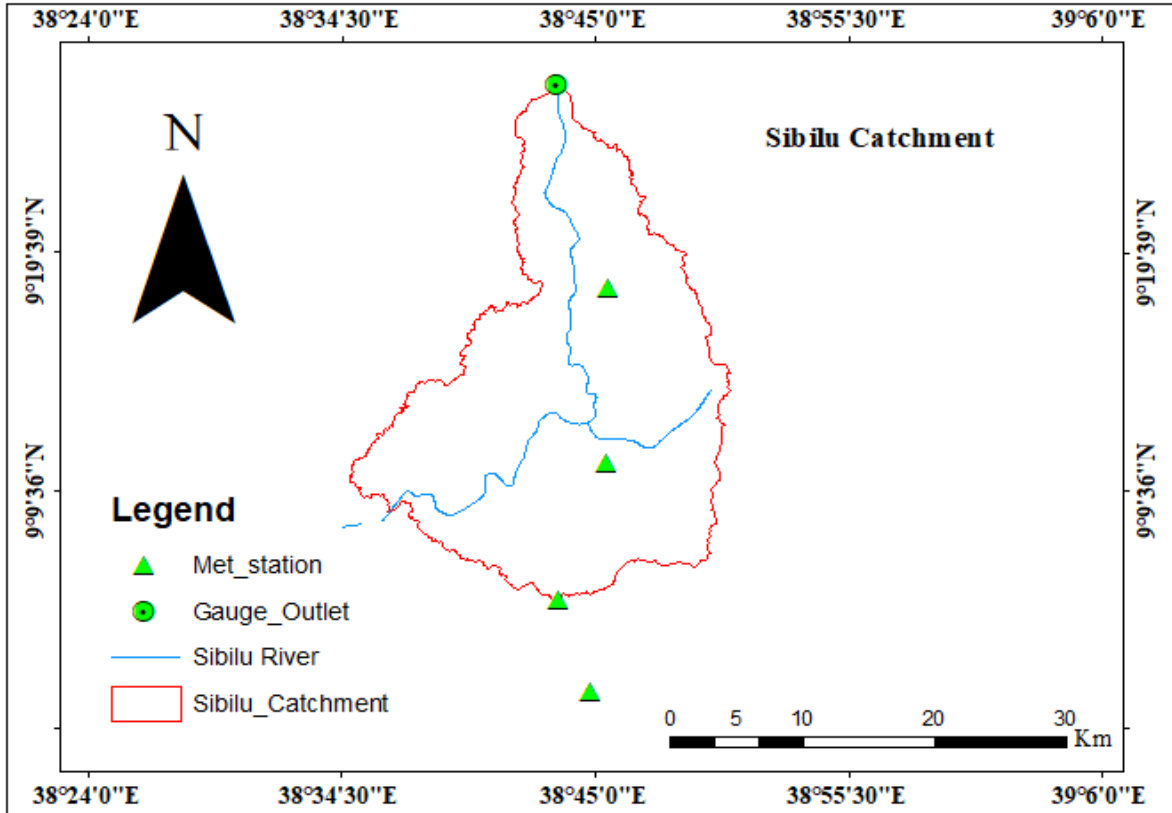 38°24'0"E 38°34'30"E 38°45'0"E 38°55'30"E 39°6'0"E
Sibilu Catchment
N
9°19'39"N
9°19'39"N
9°9'36"N
9°9'36"N
Legend
Met_station
Gauge_Outlet
Sibilu River
Sibilu_Catchment
0 5 10 20 30
Km
38°24'0"E 38°34'30"E 38°45'0"E 38°55'30"E 39°6'0"E